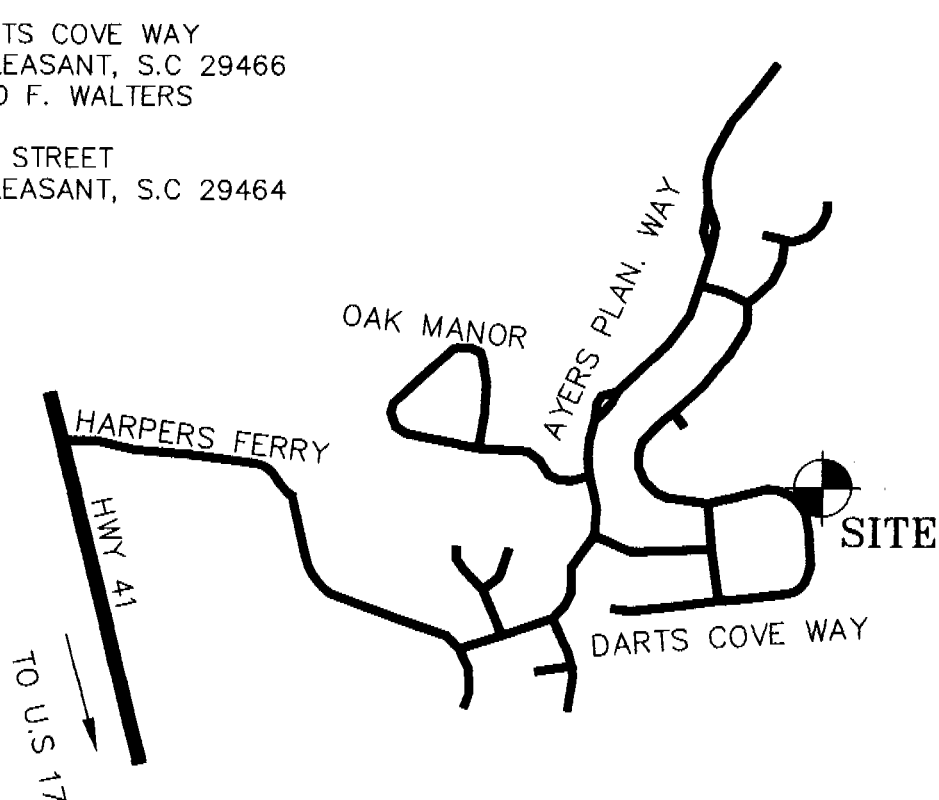 TS COVE WAY
LEASANT, S.C 29466
F. WALTERS
STREET
LEASANT, S.C 29464
AYERS PLAN. WAY
OAK MANOR
HARPERS FERRY
HWY 41
SITE
DARTS COVE WAY
TO U.S 17